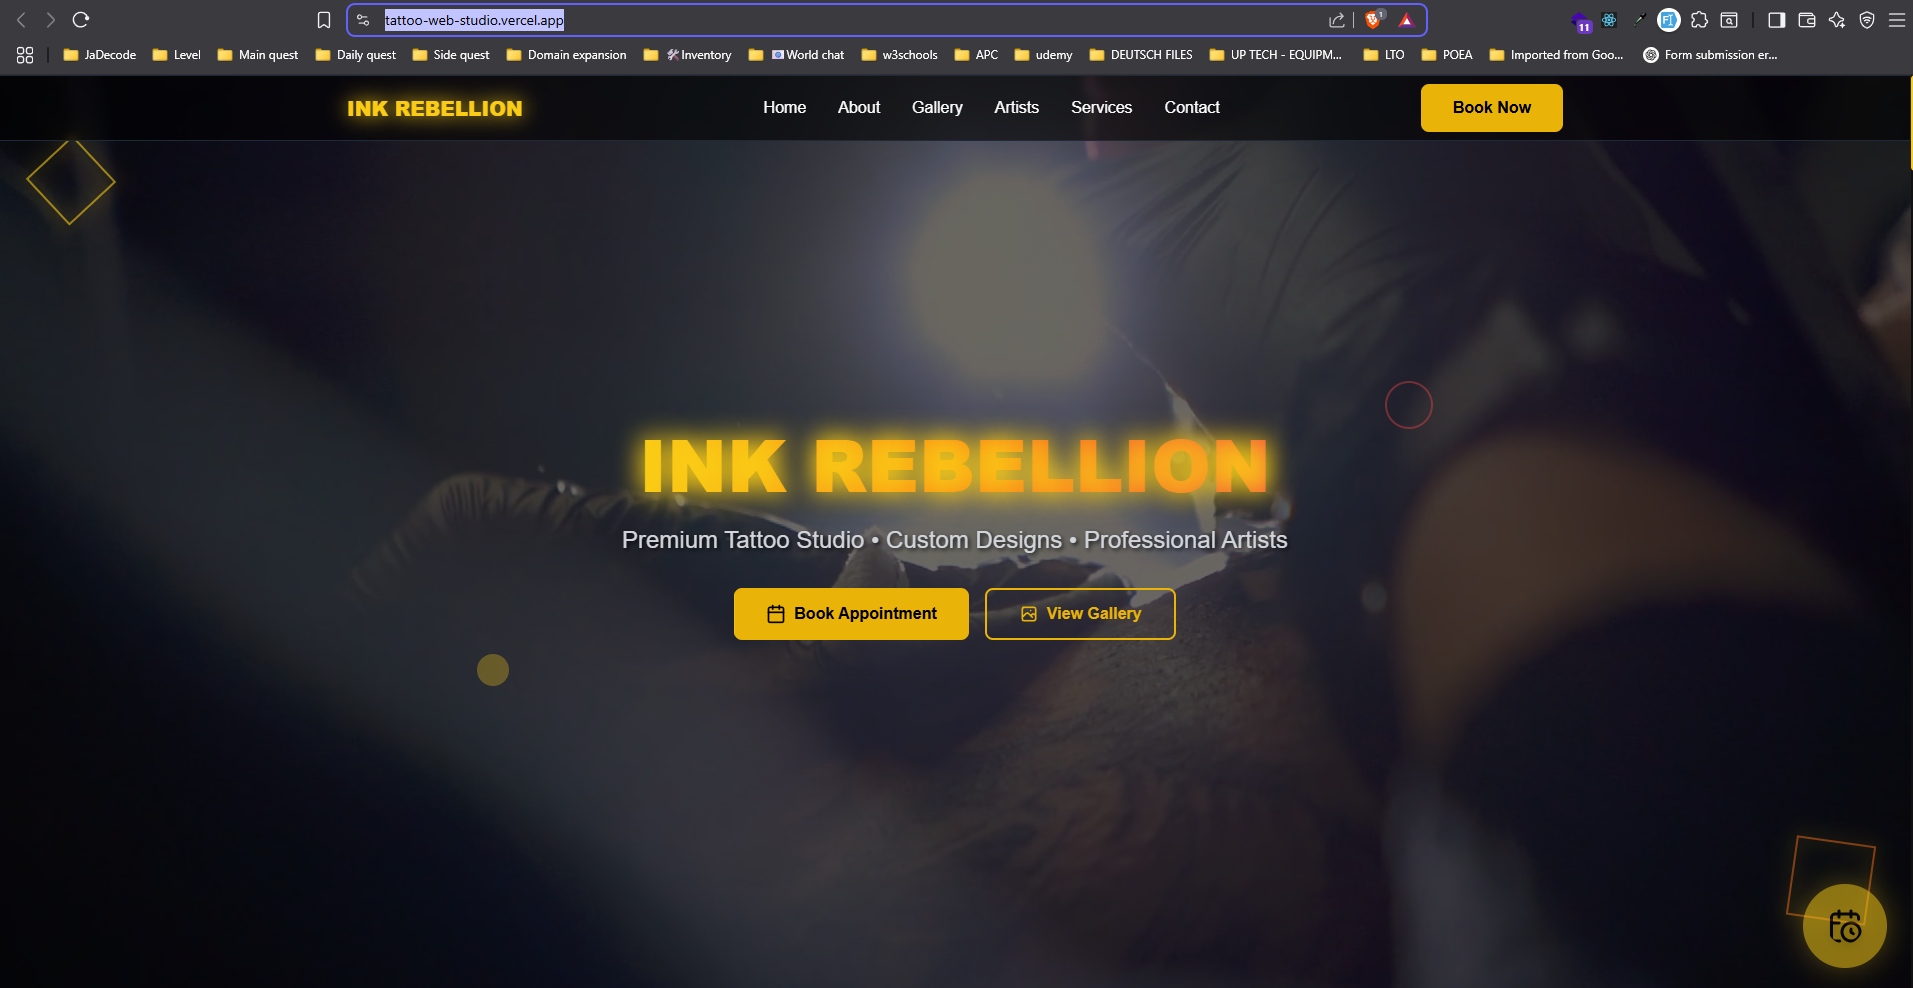 tattoo-web-studio.vercel.app
1
11
JaDecode Level Main quest Daily quest Side quest Domain expansion 🛠Inventory World chat w3schools APC udemy DEUTSCH FILES UP TECH - EQUIPM... LTO POEA Imported from Goo... Form submission er...
INK REBELLION Home About Gallery Artists Services Contact Book Now
INK REBELLION
Premium Tattoo Studio • Custom Designs • Professional Artists
Book Appointment View Gallery